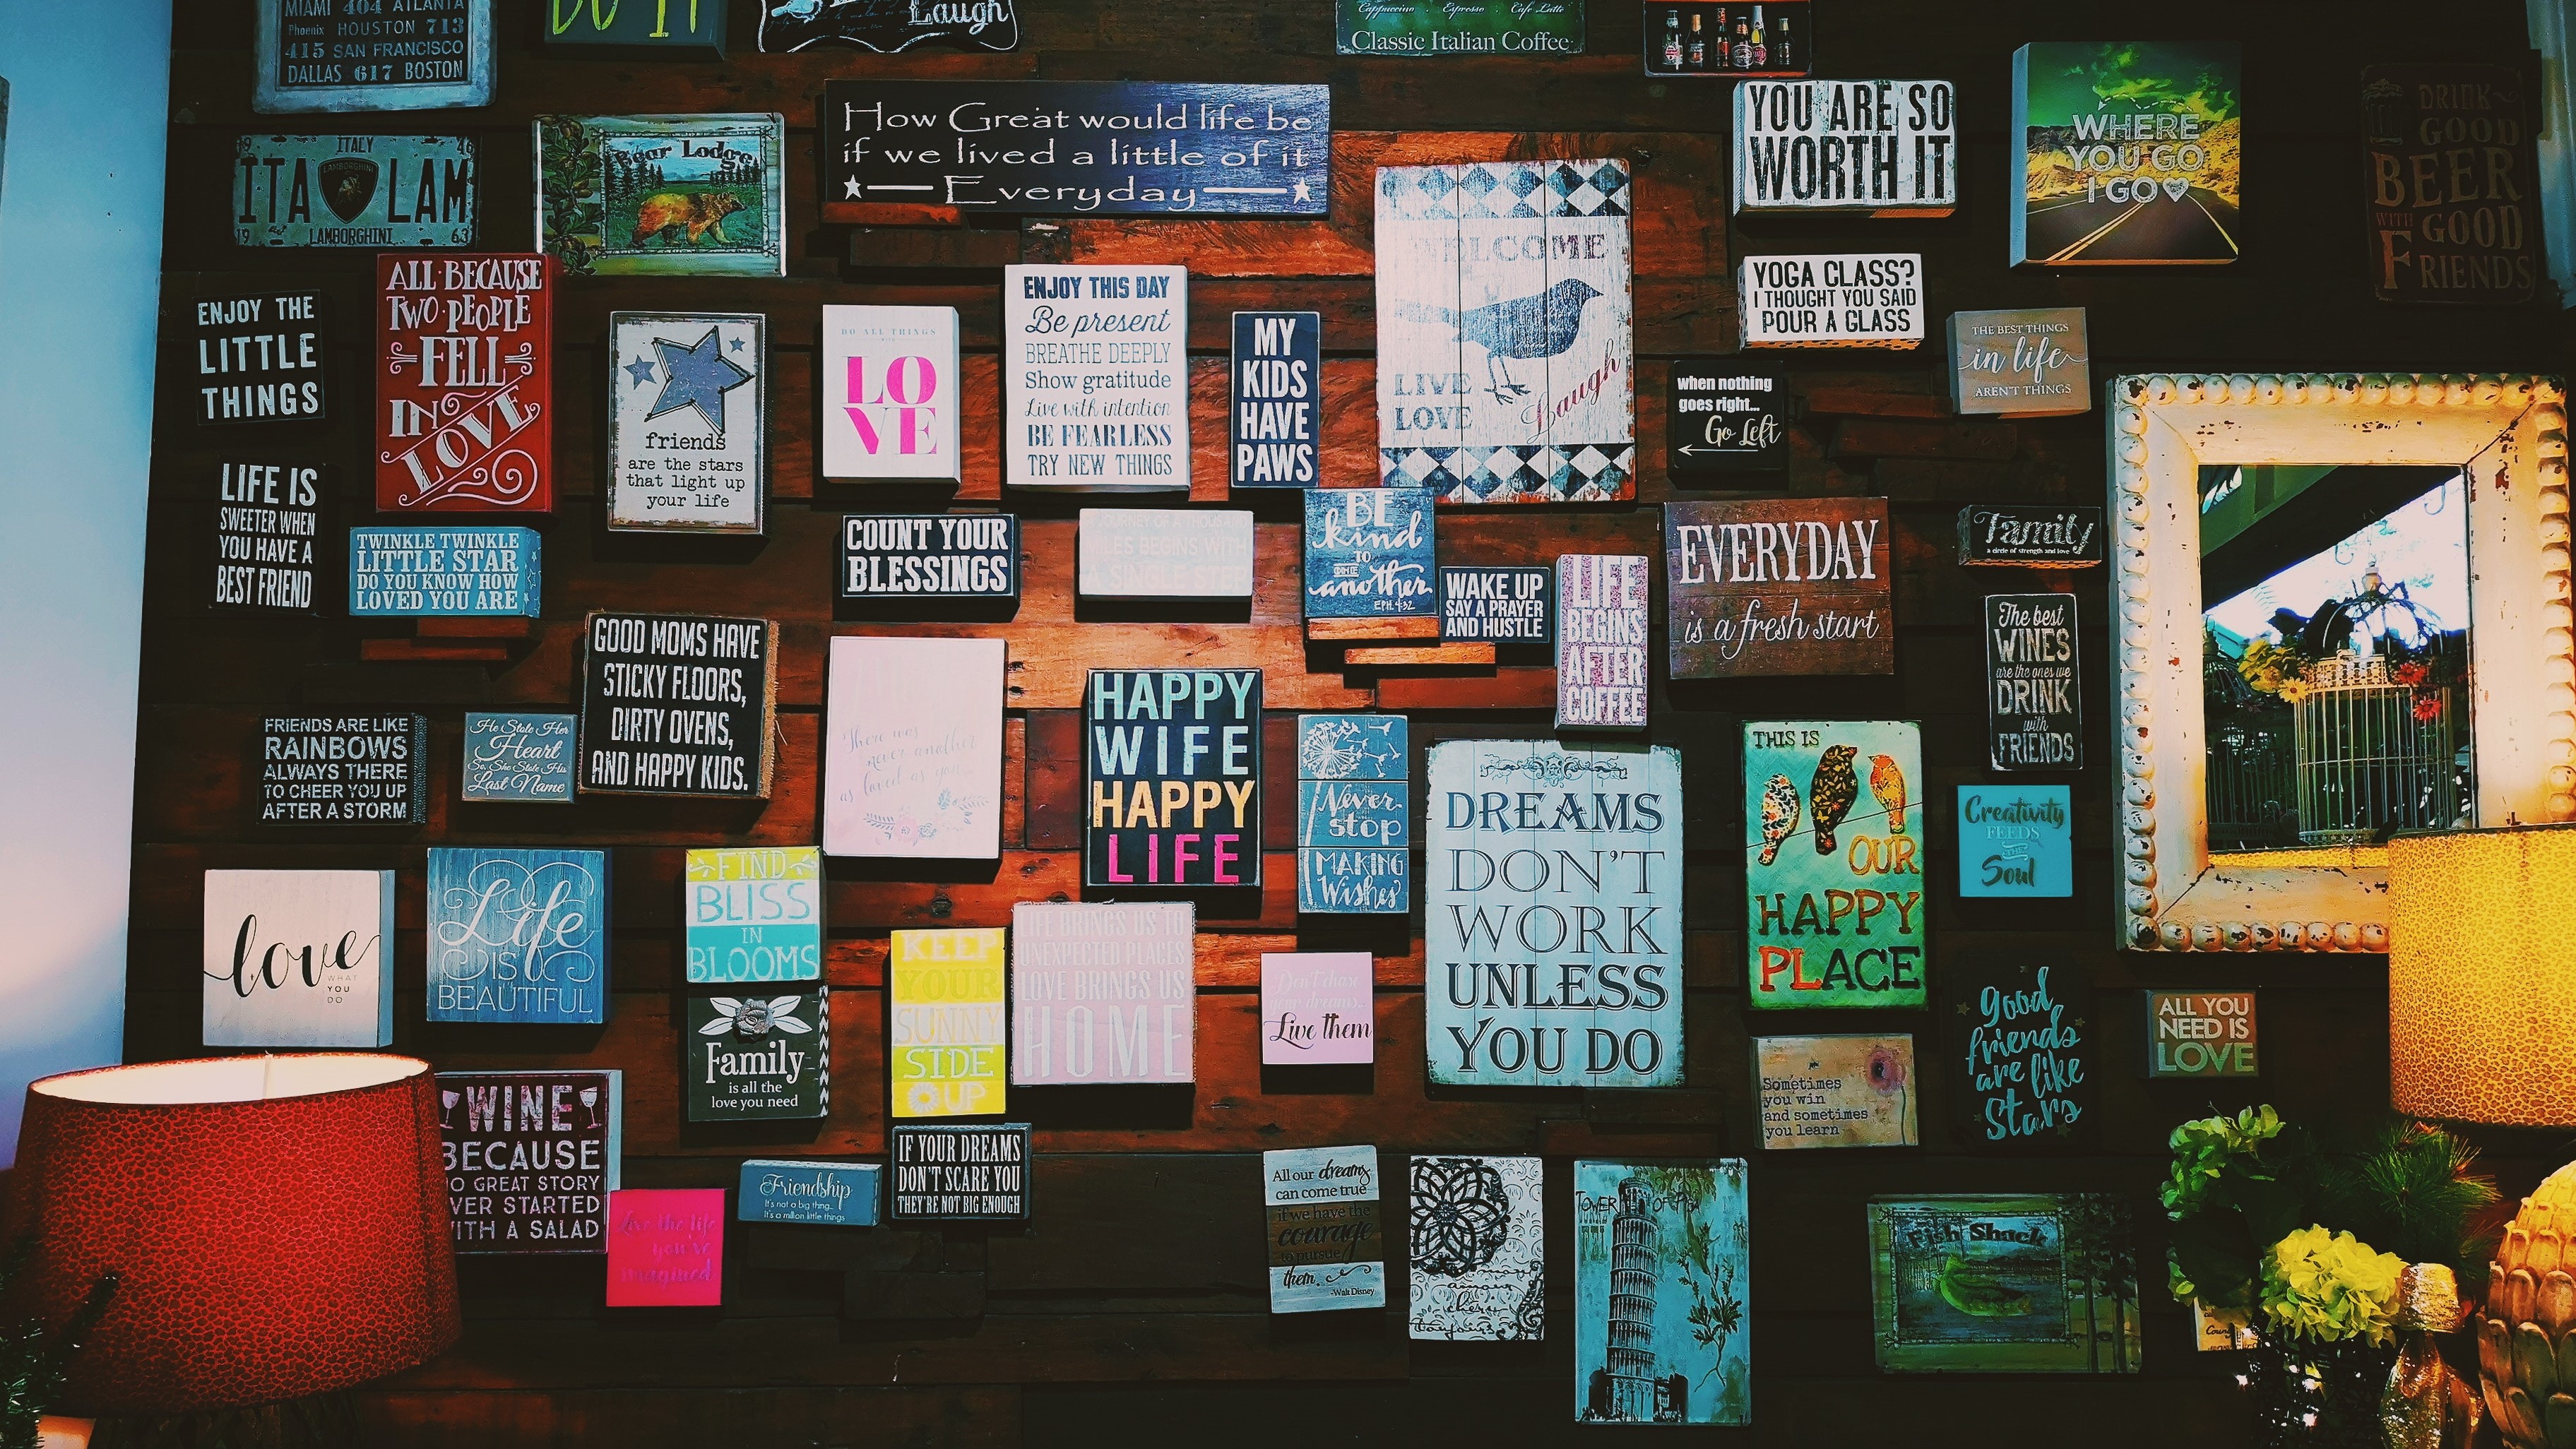 MIAMI 404 ATLANTA
Phoenix HOUSTON 713
415 SAN FRANCISCO
DALLAS 617 BOSTON
DO IT
Laugh
Cappuccino . Espresso . Cafe Latte
Classic Italian Coffee
ITALY
19 46
ITA LAM
LAMBORGHINI
19 LAMBORGHINI 63
Bear Lodge
How Great would life be
if we lived a little of it
Everyday
YOU ARE SO
WORTH IT
WHERE
YOU GO
I GO
DRINK
GOOD
BEER
WITH GOOD
FRIENDS
ENJOY THE
LITTLE
THINGS
ALL BECAUSE
TWO PEOPLE
FELL
IN
LOVE
friends
are the stars
that light up
your life
DO ALL THINGS
WITH
LO
VE
ENJOY THIS DAY
Be present
BREATHE DEEPLY
Show gratitude
Live with intention
BE FEARLESS
TRY NEW THINGS
MY
KIDS
HAVE
PAWS
WELCOME
LIVE
LOVE
Laugh
YOGA CLASS?
I THOUGHT YOU SAID
POUR A GLASS
THE BEST THINGS
in life
AREN'T THINGS
when nothing
goes right...
Go Left
LIFE IS
SWEETER WHEN
YOU HAVE A
BEST FRIEND
TWINKLE TWINKLE
LITTLE STAR
DO YOU KNOW HOW
LOVED YOU ARE
COUNT YOUR
BLESSINGS
JOURNEY OF A THOUSAND
MILES BEGINS WITH
A SINGLE STEP
BE
kind
TO
ONE
another
EPH. 4:32
WAKE UP
SAY A PRAYER
AND HUSTLE
LIFE
BEGINS
AFTER
COFFEE
EVERYDAY
is a fresh start
Family
a circle of strength and love
The best
WINES
are the ones we
DRINK
with
FRIENDS
GOOD MOMS HAVE
STICKY FLOORS,
DIRTY OVENS,
AND HAPPY KIDS.
FRIENDS ARE LIKE
RAINBOWS
ALWAYS THERE
TO CHEER YOU UP
AFTER A STORM
He Stole Her
Heart
So She Stole His
Last Name
There was
never another
as loved as you
HAPPY
WIFE
HAPPY
LIFE
Never
stop
MAKING
Wishes
DREAMS
DON'T
WORK
UNLESS
YOU DO
THIS IS
OUR
HAPPY
PLACE
Creativity
FEEDS
THE
Soul
love
WHAT
YOU
DO
Life
IS
BEAUTIFUL
FIND
BLISS
IN
BLOOMS
Family
is all the
love you need
KEEP
YOUR
SUNNY
SIDE
UP
LIFE BRINGS US TO
UNEXPECTED PLACES
LOVE BRINGS US
HOME
Don't chase
your dreams..
Live them
Sometimes
you win
and sometimes
you learn
Good
friends
are like
Stars
ALL YOU
NEED IS
LOVE
WINE
BECAUSE
NO GREAT STORY
EVER STARTED
WITH A SALAD
Live the life
you've
imagined
Friendship
It's not a big thing...
It's a million little things
IF YOUR DREAMS
DON'T SCARE YOU
THEY'RE NOT BIG ENOUGH
All our dreams
can come true
if we have the
courage
to pursue
them.
-Walt Disney
toujours
TOWER OF PISA
Fish Shack